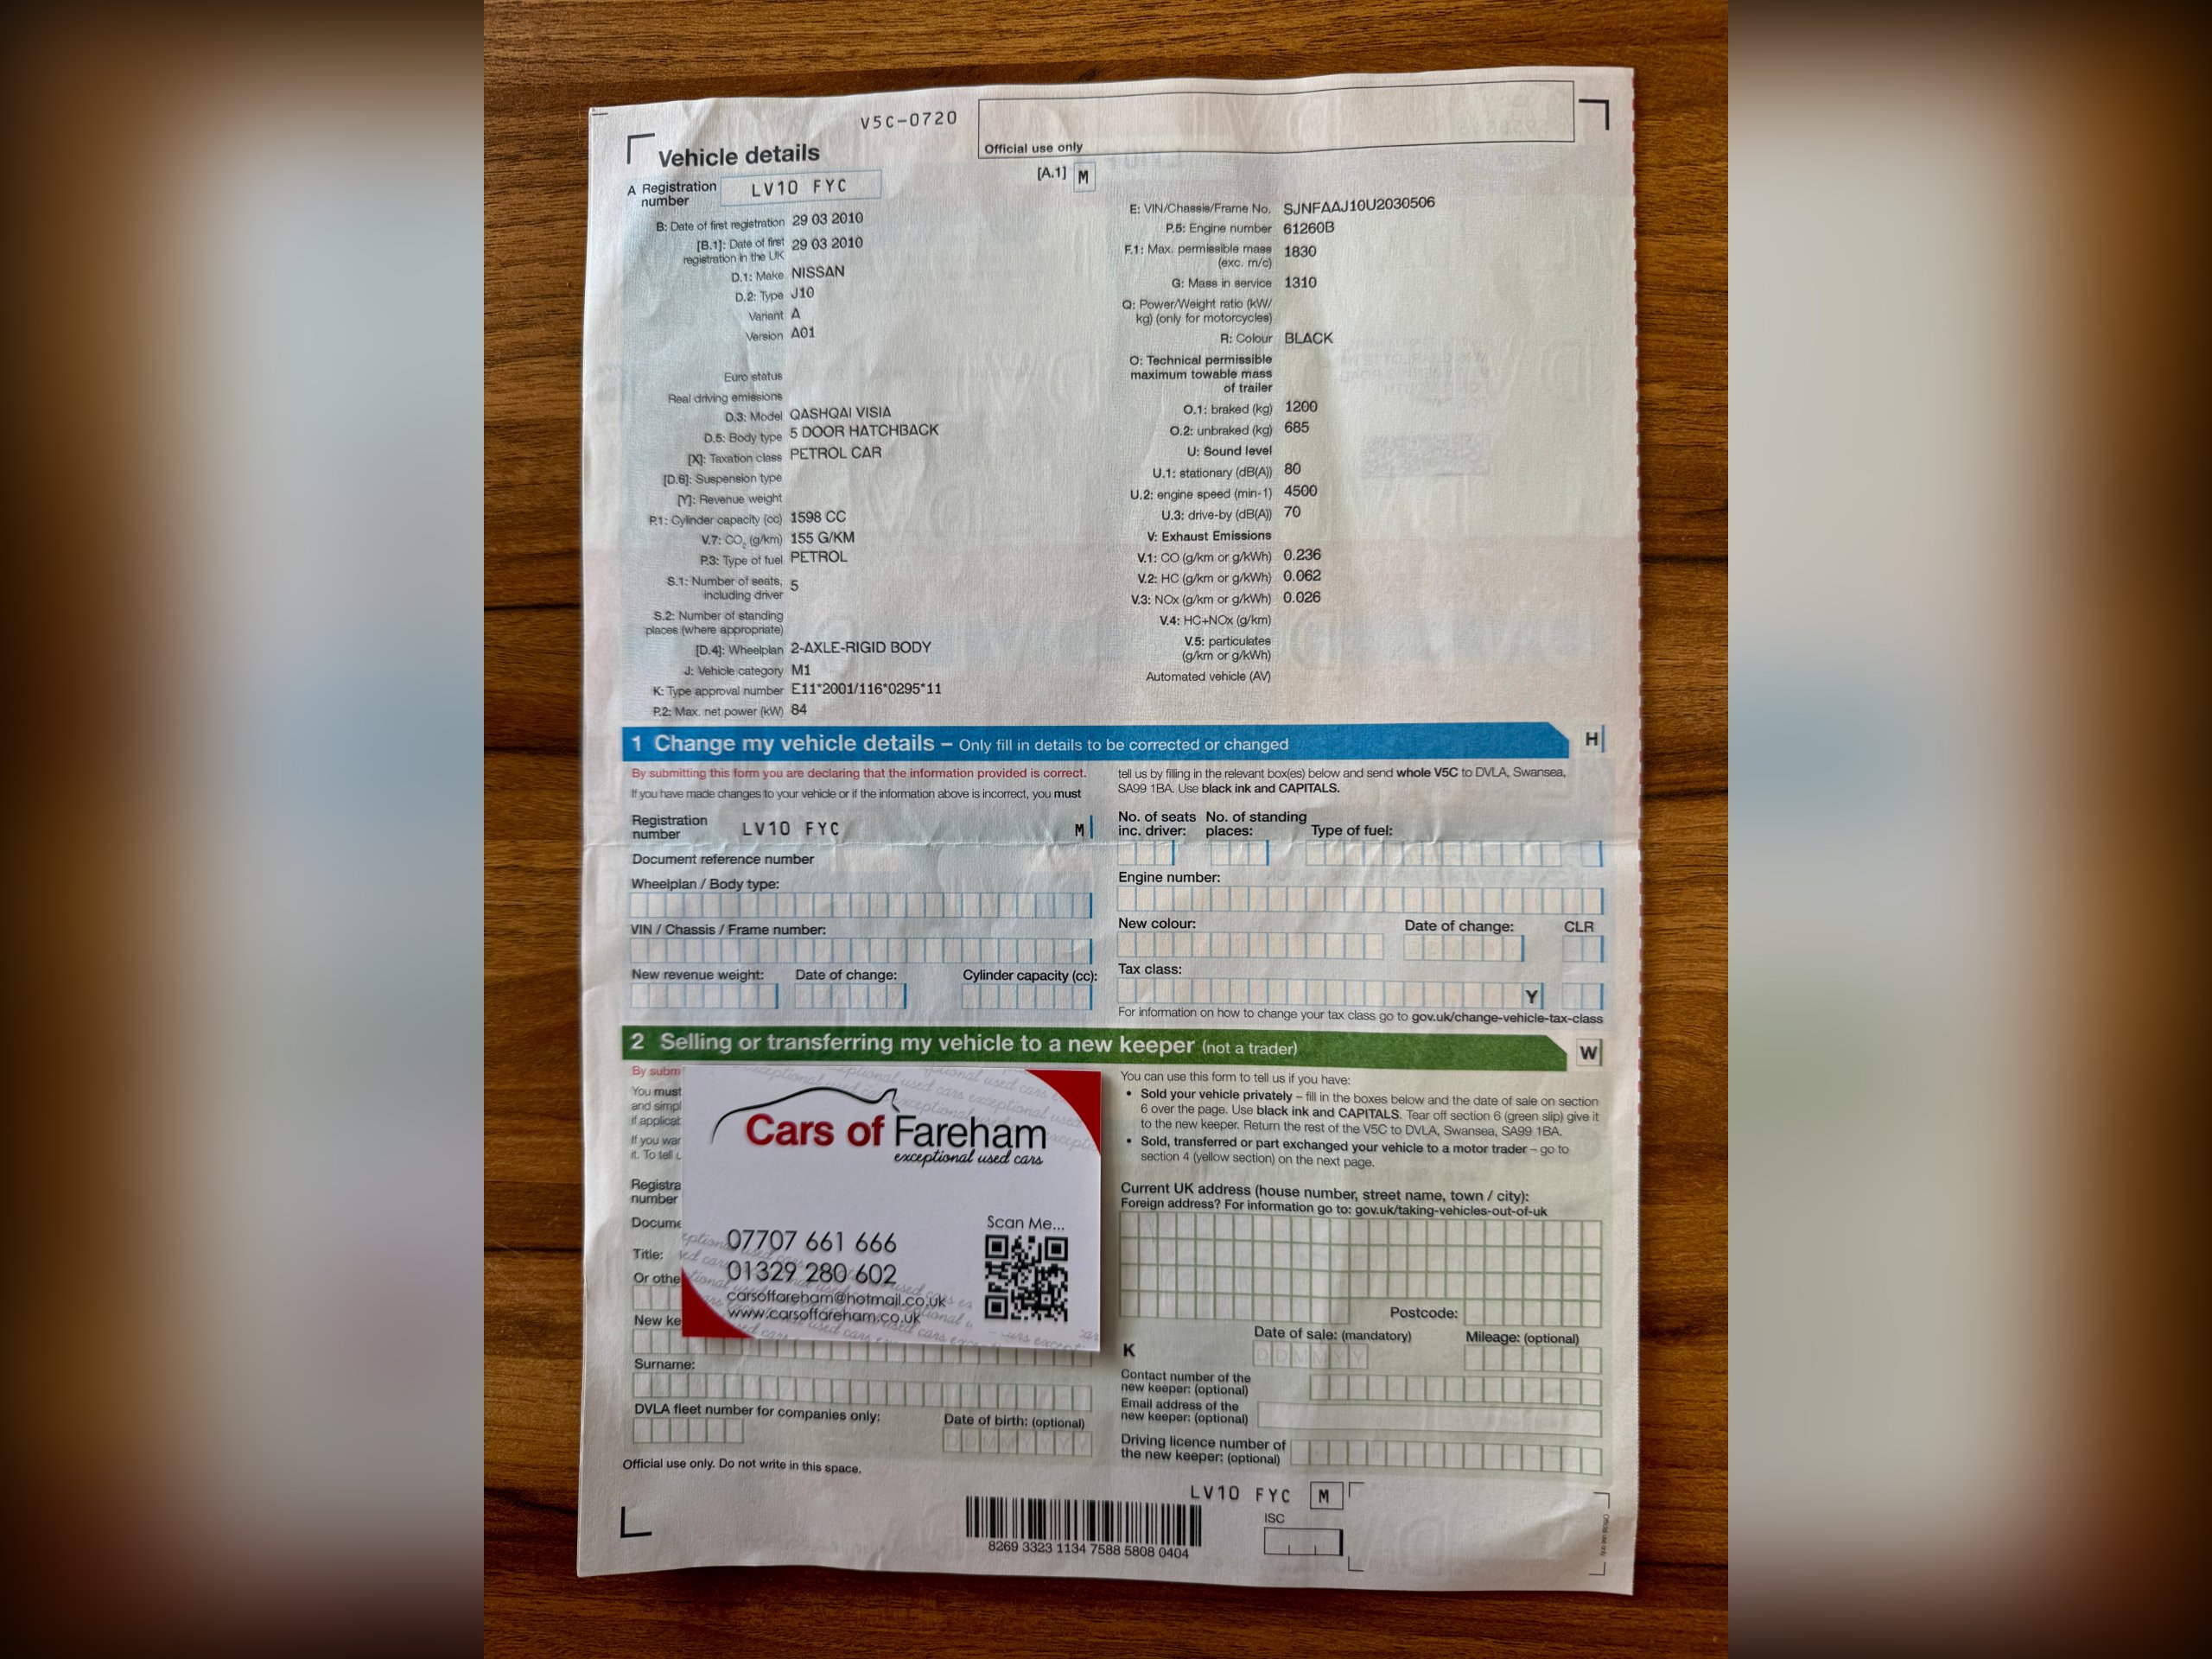 V5C-0720
Official use only
Vehicle details
[A.1] M
A Registration number LV10 FYC
B: Date of first registration 29 03 2010
[B.1]: Date of first registration in the UK 29 03 2010
D.1: Make NISSAN
D.2: Type J10
Variant A
Version A01
Euro status
Real driving emissions
D.3: Model QASHQAI VISIA
D.5: Body type 5 DOOR HATCHBACK
[X]: Taxation class PETROL CAR
[D.6]: Suspension type
[Y]: Revenue weight
P.1: Cylinder capacity (cc) 1598 CC
V.7: CO2 (g/km) 155 G/KM
P.3: Type of fuel PETROL
S.1: Number of seats, including driver 5
S.2: Number of standing places (where appropriate)
[D.4]: Wheelplan 2-AXLE-RIGID BODY
J: Vehicle category M1
K: Type approval number E11*2001/116*0295*11
P.2: Max. net power (kW) 84
E: VIN/Chassis/Frame No. SJNFAAJ10U2030506
P.5: Engine number 61260B
F.1: Max. permissible mass (exc. m/c) 1830
G: Mass in service 1310
Q: Power/Weight ratio (kW/kg) (only for motorcycles)
R: Colour BLACK
O: Technical permissible maximum towable mass of trailer
O.1: braked (kg) 1200
O.2: unbraked (kg) 685
U: Sound level
U.1: stationary (dB(A)) 80
U.2: engine speed (min-1) 4500
U.3: drive-by (dB(A)) 70
V: Exhaust Emissions
V.1: CO (g/km or g/kWh) 0.236
V.2: HC (g/km or g/kWh) 0.062
V.3: NOx (g/km or g/kWh) 0.026
V.4: HC+NOx (g/km)
V.5: particulates (g/km or g/kWh)
Automated vehicle (AV)
1 Change my vehicle details – Only fill in details to be corrected or changed
H
By submitting this form you are declaring that the information provided is correct.
If you have made changes to your vehicle or if the information above is incorrect, you must
tell us by filling in the relevant box(es) below and send whole V5C to DVLA, Swansea,
SA99 1BA. Use black ink and CAPITALS.
Registration number LV10 FYC M
Document reference number
Wheelplan / Body type:
VIN / Chassis / Frame number:
New revenue weight: Date of change: Cylinder capacity (cc):
No. of seats inc. driver: No. of standing places: Type of fuel:
Engine number:
New colour: Date of change: CLR
Tax class:
Y
For information on how to change your tax class go to gov.uk/change-vehicle-tax-class
2 Selling or transferring my vehicle to a new keeper (not a trader)
W
By subm
You must
and simpl
if applicat
If you war
it. To tell
Registra
number
Docume
Title:
Or othe
New ke
Surname:
DVLA fleet number for companies only:
Date of birth: (optional)
Official use only. Do not write in this space.
Cars of Fareham
exceptional used cars
07707 661 666
01329 280 602
carsoffareham@hotmail.co.uk
www.carsoffareham.co.uk
Scan Me...
You can use this form to tell us if you have:
• Sold your vehicle privately – fill in the boxes below and the date of sale on section
6 over the page. Use black ink and CAPITALS. Tear off section 6 (green slip) give it
to the new keeper. Return the rest of the V5C to DVLA, Swansea, SA99 1BA.
• Sold, transferred or part exchanged your vehicle to a motor trader – go to
section 4 (yellow section) on the next page.
Current UK address (house number, street name, town / city):
Foreign address? For information go to: gov.uk/taking-vehicles-out-of-uk
Postcode:
Date of sale: (mandatory) Mileage: (optional)
K
Contact number of the new keeper: (optional)
Email address of the new keeper: (optional)
Driving licence number of the new keeper: (optional)
LV10 FYC M
ISC
8269 3323 1134 7588 5808 0404
Official use only